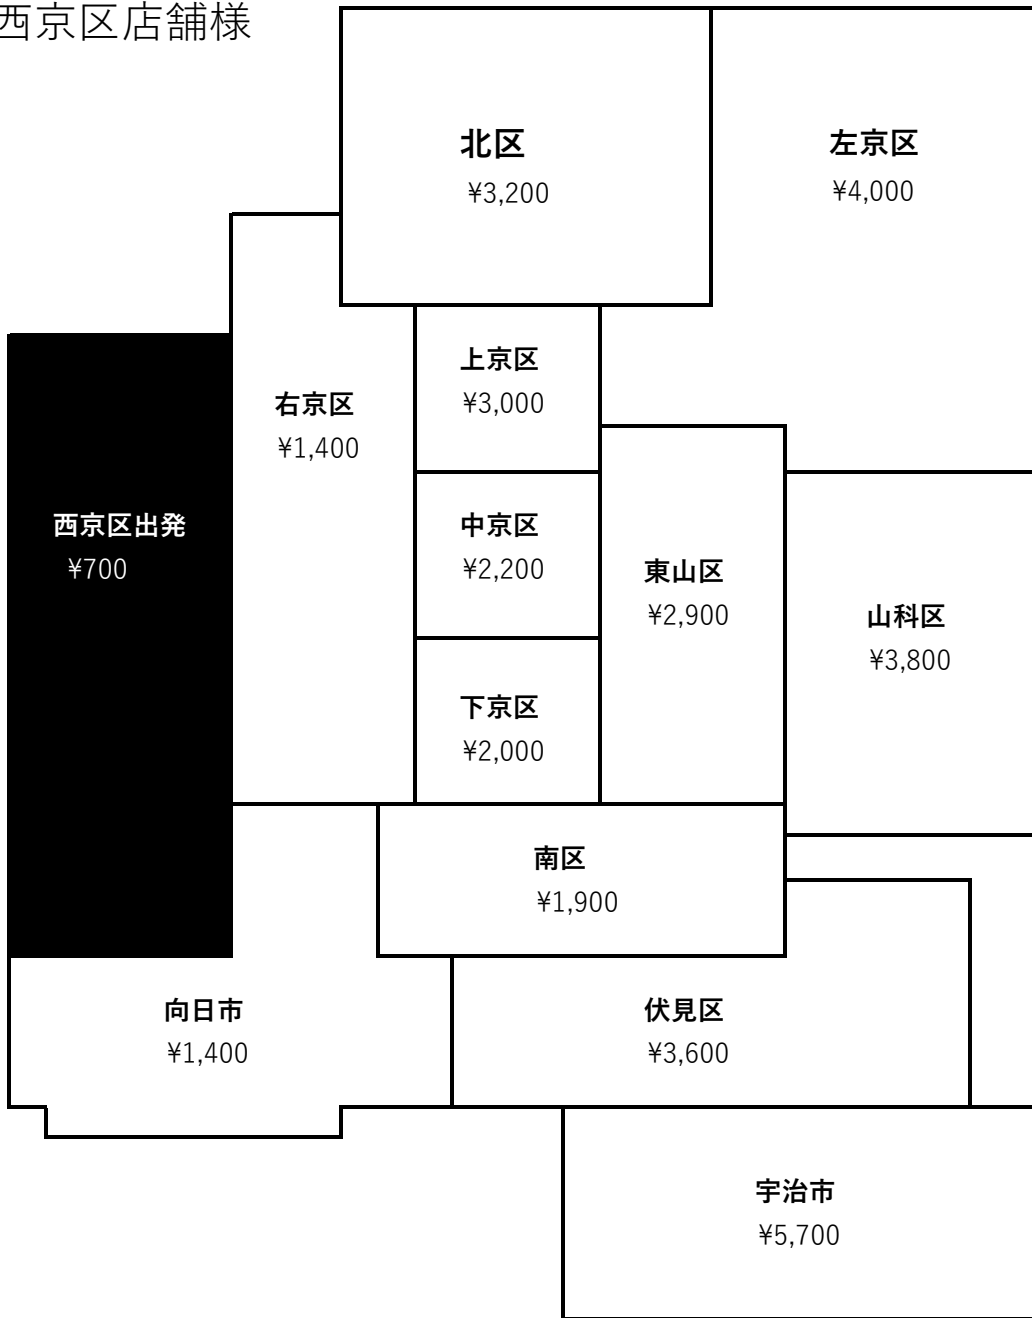 西京区店舗様
北区
¥3,200
左京区
¥4,000
上京区
¥3,000
右京区
¥1,400
西京区出発
¥700
中京区
¥2,200
東山区
¥2,900
山科区
¥3,800
下京区
¥2,000
南区
¥1,900
向日市
¥1,400
伏見区
¥3,600
宇治市
¥5,700